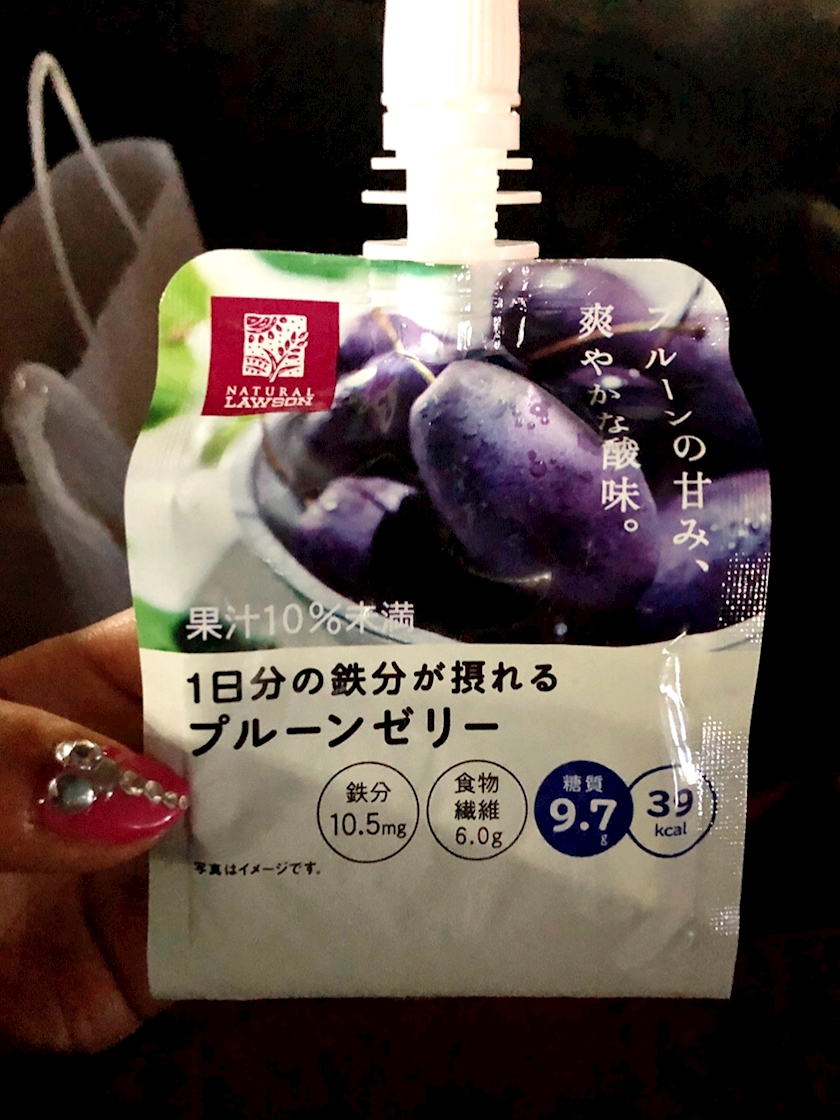 NATURAL
LAWSON
プルーンの甘み、
爽やかな酸味。
果汁10%未満
1日分の鉄分が摂れる
プルーンゼリー
鉄分
10.5mg
食物
繊維
6.0g
糖質
9.7g
39
kcal
写真はイメージです。